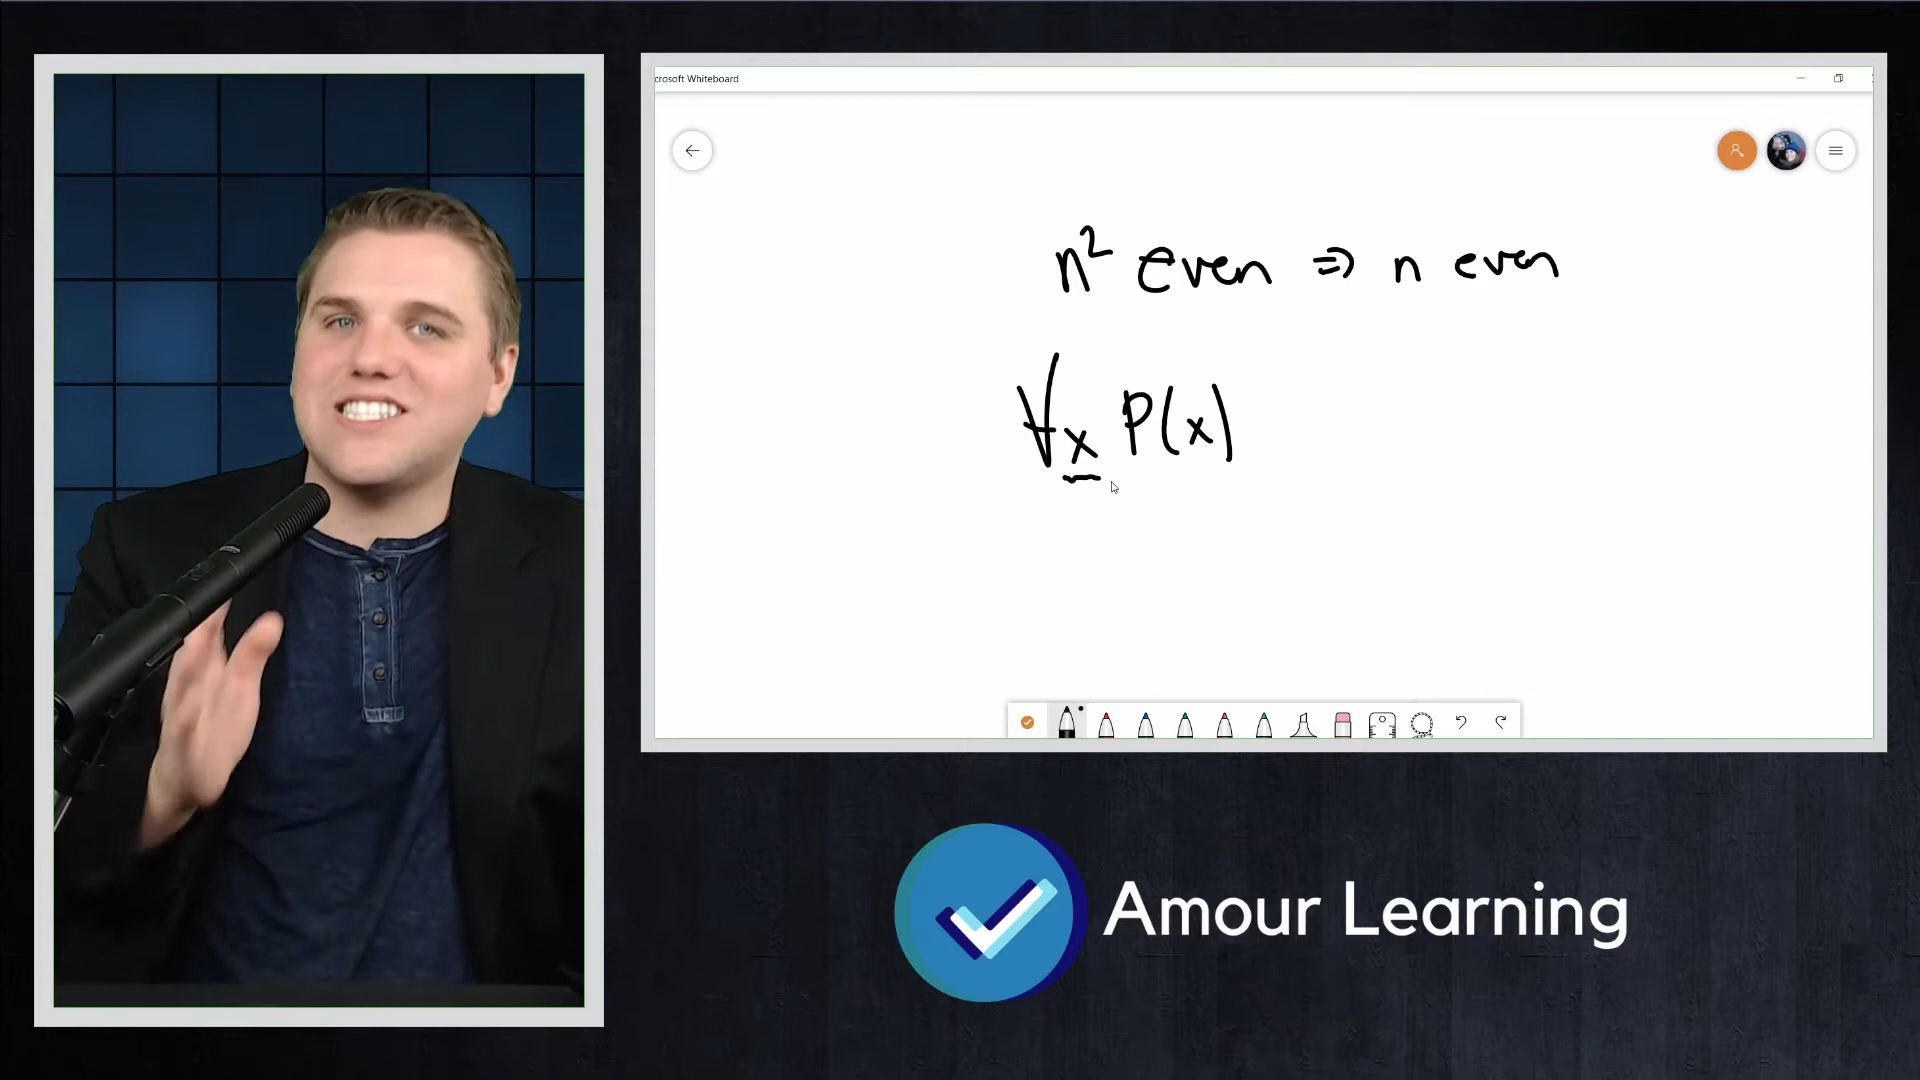 crosoft Whiteboard
n² even ⇒ n even
∀x P(x)
Amour Learning